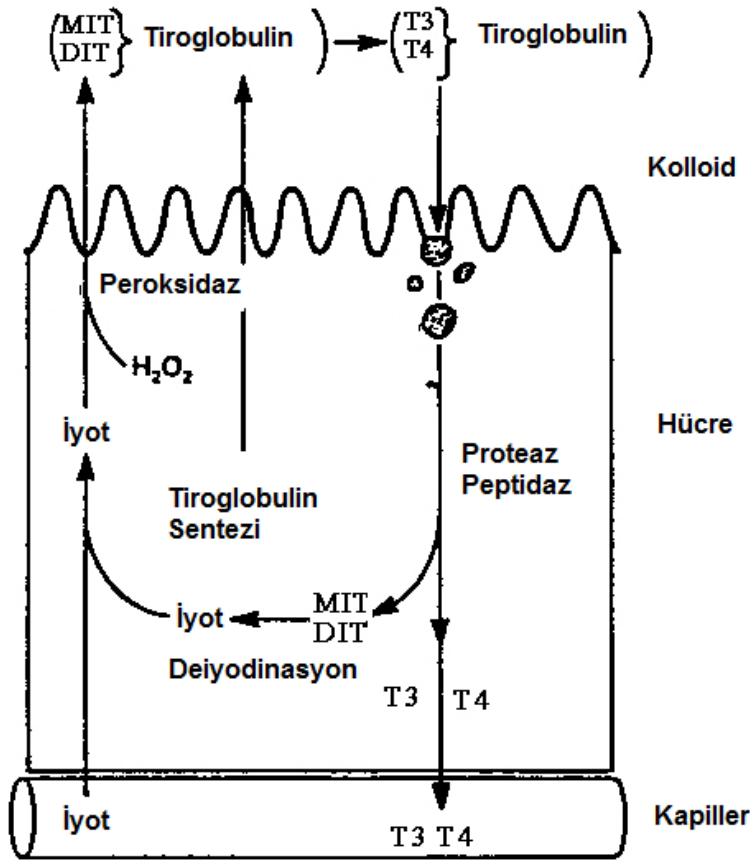 (MIT DIT} Tiroglobulin ) (T3 T4} Tiroglobulin )
Kolloid
Peroksidaz
H₂O₂
İyot
Hücre
Proteaz
Peptidaz
Tiroglobulin
Sentezi
İyot
MIT
DIT
Deiyodinasyon
T3 T4
İyot
T3 T4
Kapiller